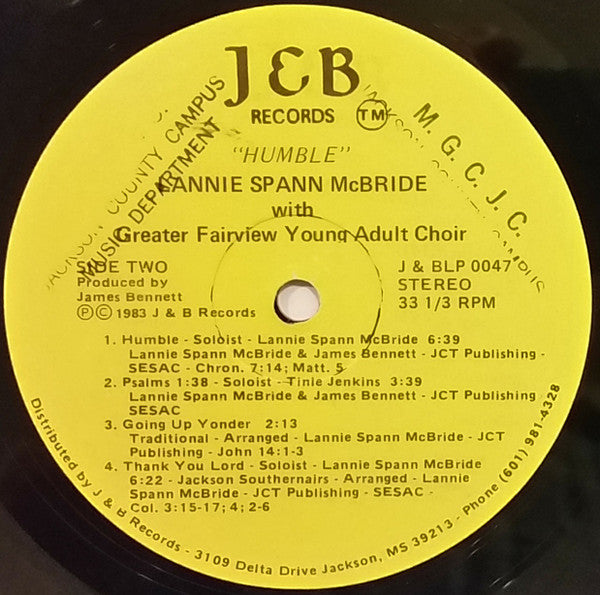 J & B
RECORDS TM
"HUMBLE"
LANNIE SPANN McBRIDE
with
Greater Fairview Young Adult Choir
SIDE TWO
Produced by
James Bennett
Ⓟ©1983 J & B Records
J & BLP 0047
STEREO
33 1/3 RPM
1. Humble - Soloist - Lannie Spann McBride 6:39
Lannie Spann McBride & James Bennett - JCT Publishing -
SESAC - Chron. 7:14; Matt. 5
2. Psalms 1:38 - Soloist - Tinie Jenkins 3:39
Lannie Spann McBride & James Bennett - JCT Publishing
SESAC
3. Going Up Yonder 2:13
Traditional - Arranged - Lannie Spann McBride - JCT
Publishing - John 14:1-3
4. Thank You Lord - Soloist - Lannie Spann McBride
6:22 - Jackson Southernairs - Arranged - Lannie
Spann McBride - JCT Publishing - SESAC -
Col. 3:15-17; 4; 2-6
Distributed by J & B Records - 3109 Delta Drive Jackson, MS 39213 - Phone (601) 981-4328
JACKSON COUNTY CAMPUS
MUSIC DEPARTMENT
M. G. C. J. C.